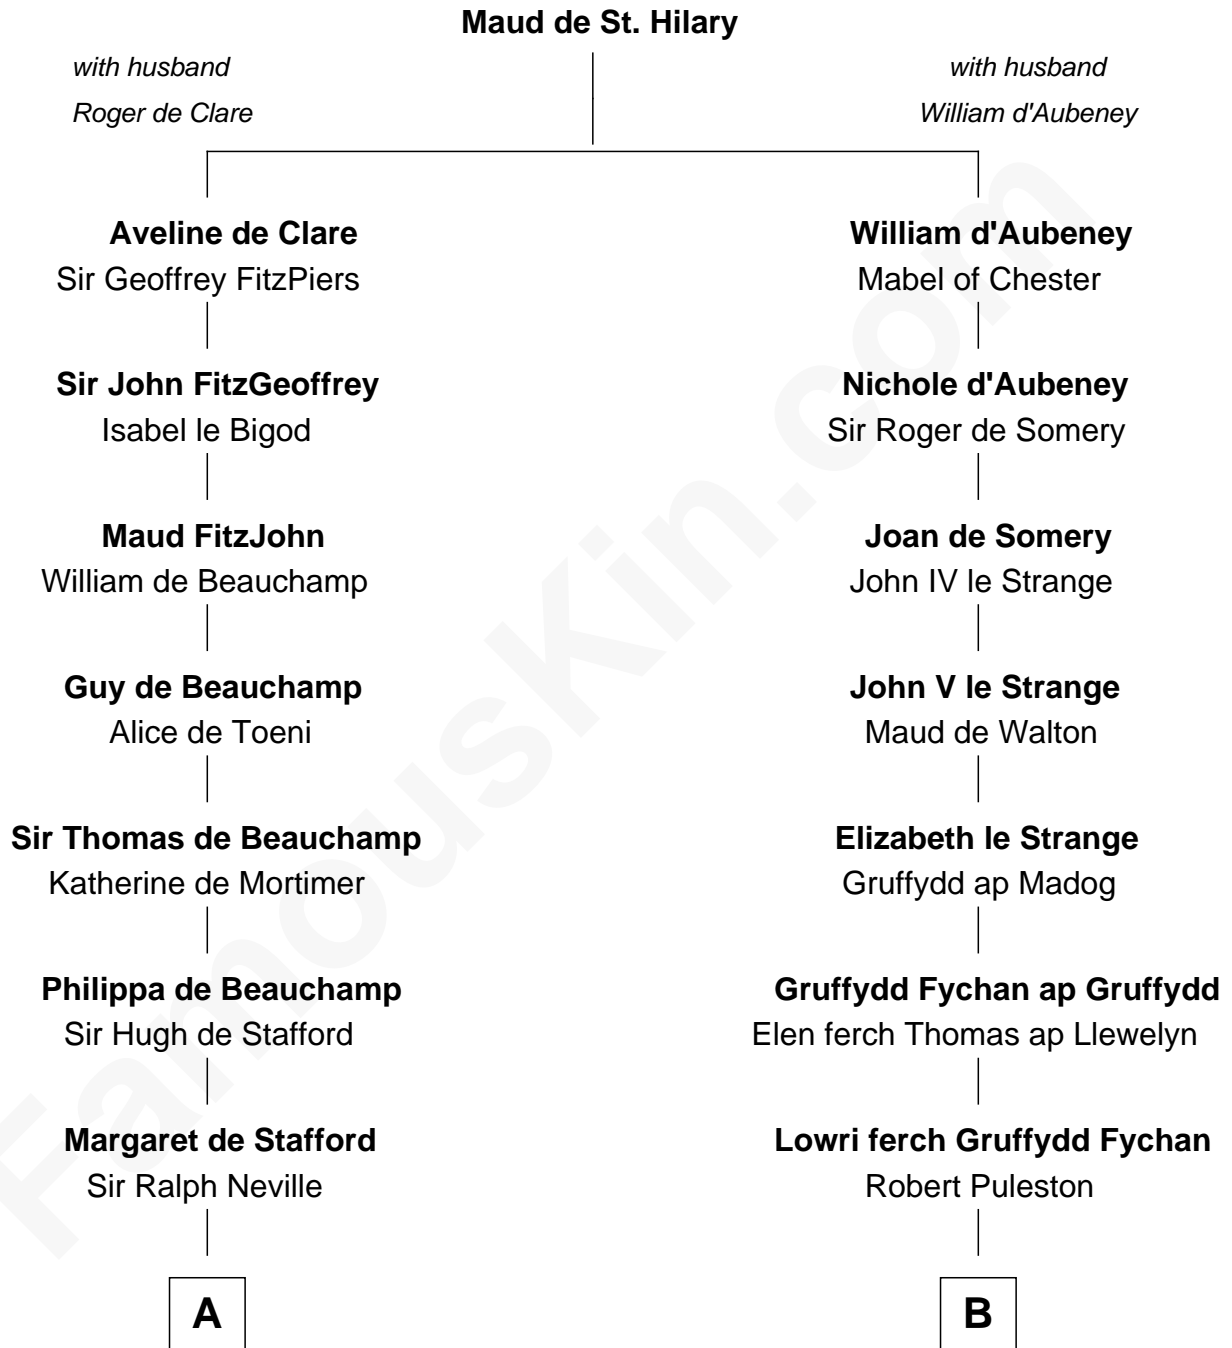 Maud de St. Hilary
with husband
Roger de Clare
with husband
William d'Aubeney
Aveline de Clare
Sir Geoffrey FitzPiers
William d'Aubeney
Mabel of Chester
Sir John FitzGeoffrey
Isabel le Bigod
Nichole d'Aubeney
Sir Roger de Somery
Maud FitzJohn
William de Beauchamp
Joan de Somery
John IV le Strange
Guy de Beauchamp
Alice de Toeni
John V le Strange
Maud de Walton
Sir Thomas de Beauchamp
Katherine de Mortimer
Elizabeth le Strange
Gruffydd ap Madog
Philippa de Beauchamp
Sir Hugh de Stafford
Gruffydd Fychan ap Gruffydd
Elen ferch Thomas ap Llewelyn
Margaret de Stafford
Sir Ralph Neville
Lowri ferch Gruffydd Fychan
Robert Puleston
A
B
FamousKin.com